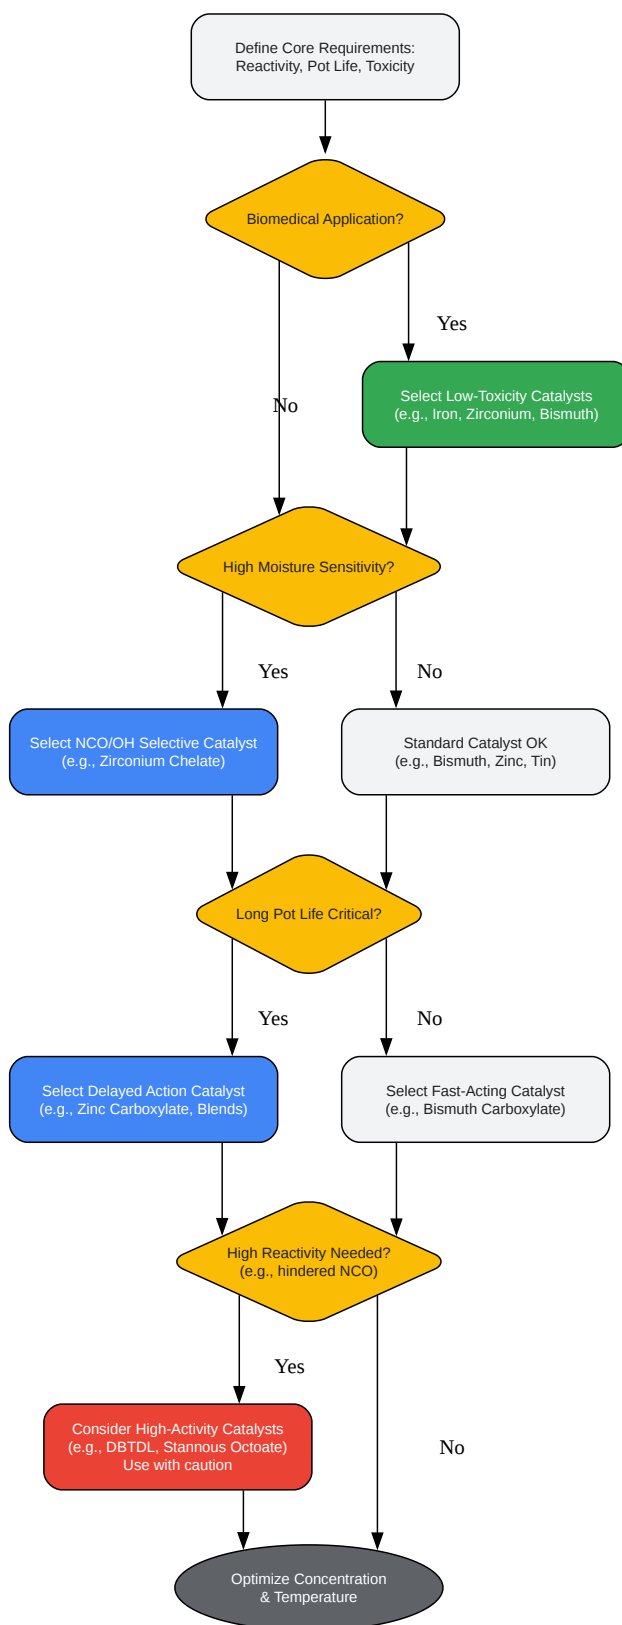 Define Core Requirements:
Reactivity, Pot Life, Toxicity
Biomedical Application?
Yes
Select Low-Toxicity Catalysts
(e.g., Iron, Zirconium, Bismuth)
No
High Moisture Sensitivity?
Yes
No
Select NCO/OH Selective Catalyst
(e.g., Zirconium Chelate)
Standard Catalyst OK
(e.g., Bismuth, Zinc, Tin)
Long Pot Life Critical?
Yes
No
Select Delayed Action Catalyst
(e.g., Zinc Carboxylate, Blends)
Select Fast-Acting Catalyst
(e.g., Bismuth Carboxylate)
High Reactivity Needed?
(e.g., hindered NCO)
Yes
Consider High-Activity Catalysts
(e.g., DBTDL, Stannous Octoate)
Use with caution
No
Optimize Concentration
& Temperature